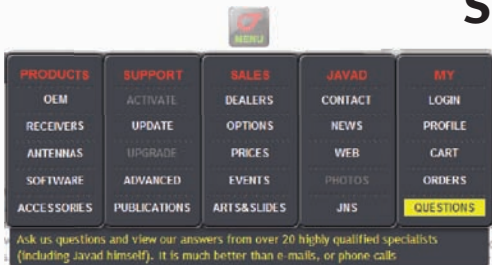 S
MENU
PRODUCTS SUPPORT SALES JAVAD MY
OEM ACTIVATE DEALERS CONTACT LOGIN
RECEIVERS UPDATE OPTIONS NEWS PROFILE
ANTENNAS UPGRADE PRICES WEB CART
SOFTWARE ADVANCED EVENTS PHOTOS ORDERS
ACCESSORIES PUBLICATIONS ARTS&SLIDES JNS QUESTIONS
Ask us questions and view our answers from over 20 highly qualified specialists
(including Javad himself). It is much better than e-mails, or phone calls